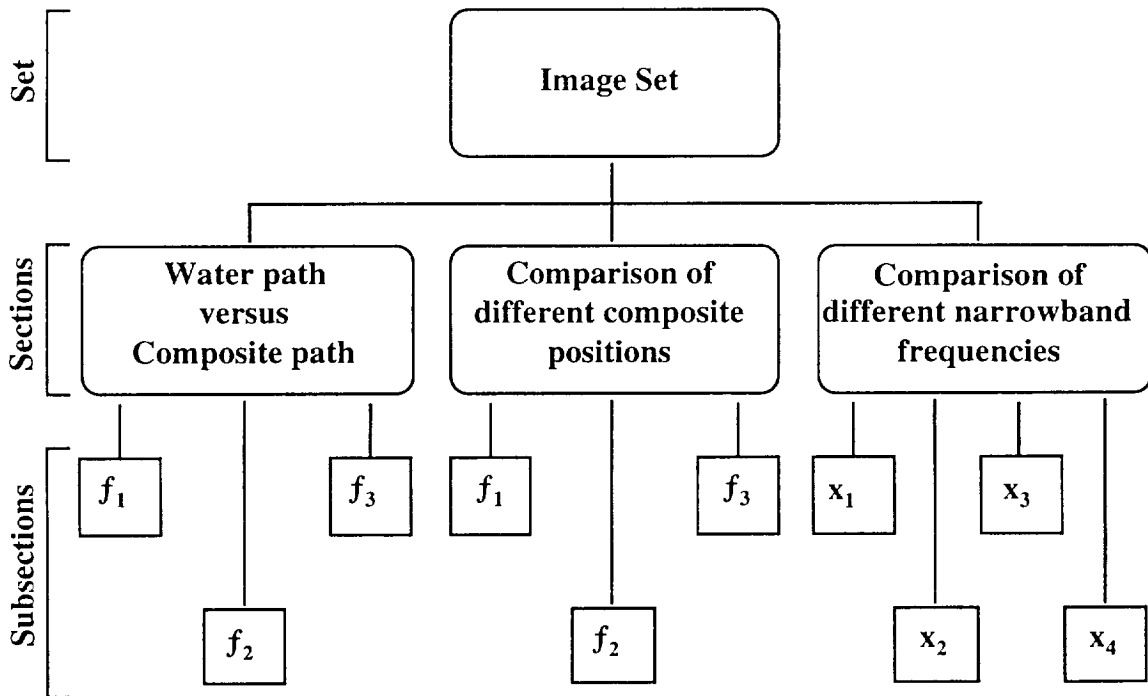 Set
Image Set
Sections
Water path
versus
Composite path
Comparison of
different composite
positions
Comparison of
different narrowband
frequencies
Subsections
f₁
f₃
f₁
f₃
x₁
x₃
f₂
f₂
x₂
x₄